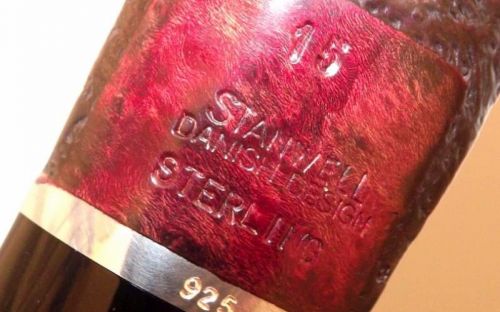 15
STANWELL
DANISH DESIGN
STERLING
925